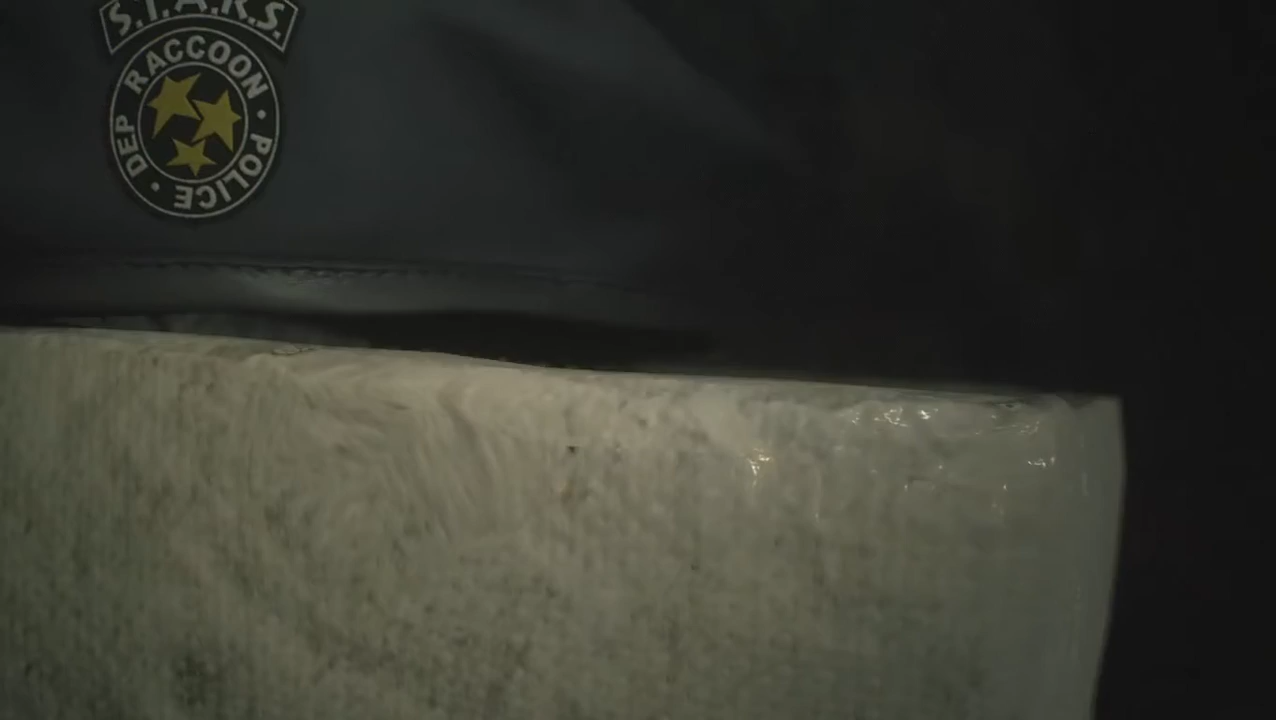 S.T.A.R.S.
RACCOON · POLICE · DEP